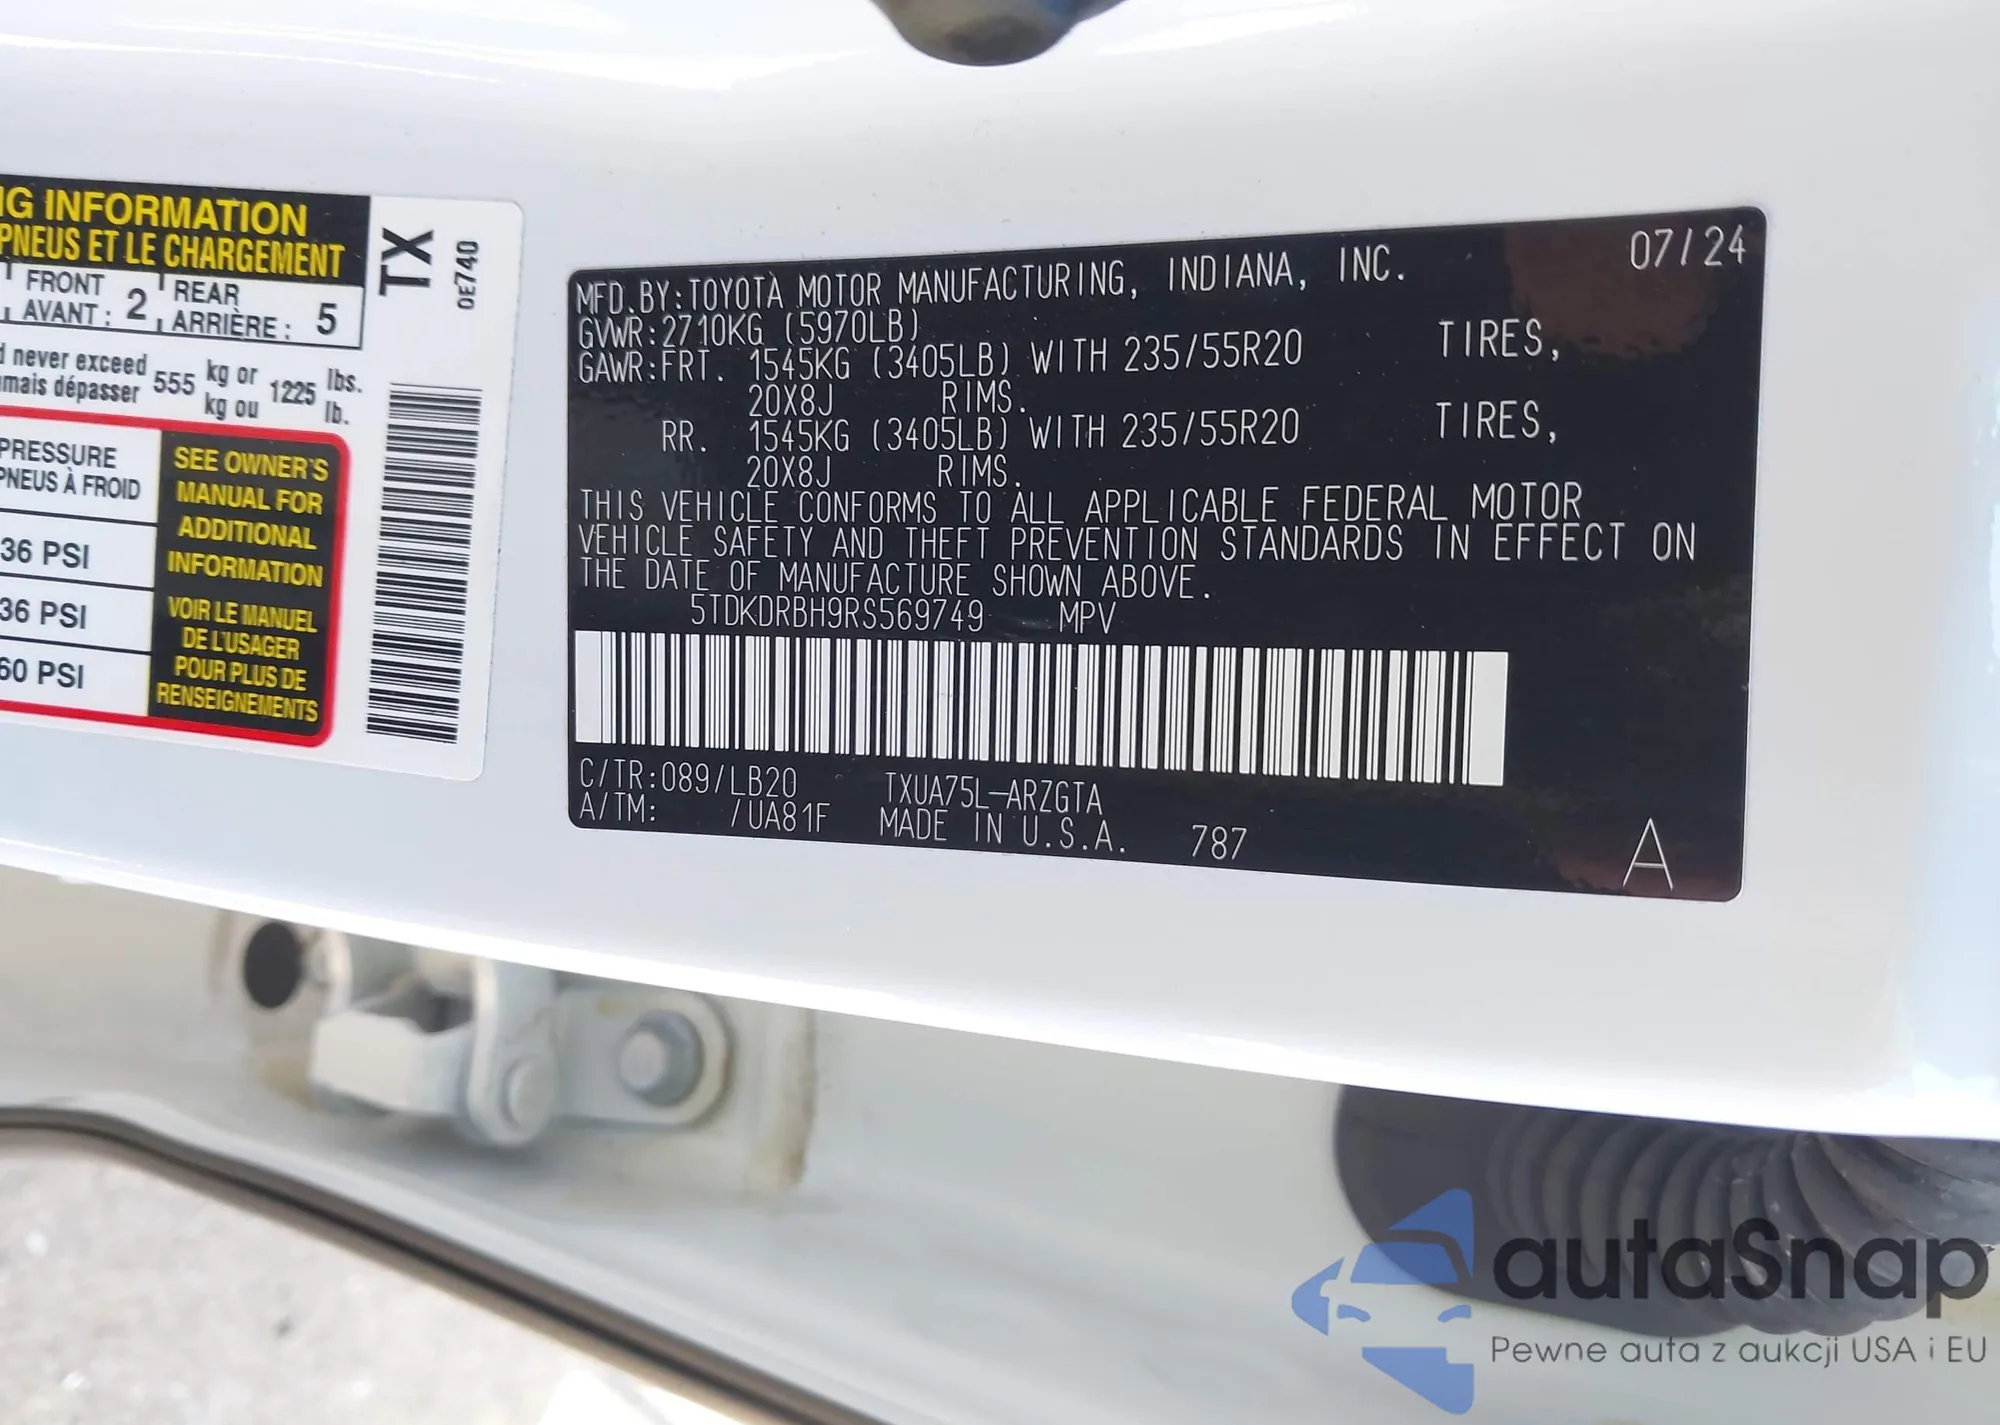 NG INFORMATION
PNEUS ET LE CHARGEMENT
FRONT
AVANT : 2
REAR
ARRIÈRE : 5
TX
0E740
never exceed
mais dépasser
555
kg or
kg ou
1225
lbs.
lb.
PRESSURE
PNEUS À FROID
36 PSI
36 PSI
60 PSI
SEE OWNER'S
MANUAL FOR
ADDITIONAL
INFORMATION
VOIR LE MANUEL
DE L'USAGER
POUR PLUS DE
RENSEIGNEMENTS
07/24
MFD.BY:TOYOTA MOTOR MANUFACTURING, INDIANA, INC.
GVWR:2710KG (5970LB)
GAWR:FRT. 1545KG (3405LB) WITH 235/55R20 TIRES,
20X8J RIMS.
RR. 1545KG (3405LB) WITH 235/55R20 TIRES,
20X8J RIMS.
THIS VEHICLE CONFORMS TO ALL APPLICABLE FEDERAL MOTOR
VEHICLE SAFETY AND THEFT PREVENTION STANDARDS IN EFFECT ON
THE DATE OF MANUFACTURE SHOWN ABOVE.
5TDKDRBH9RS569749 MPV
C/TR:089/LB20 TXUA75L-ARZGTA
A/TM: /UA81F MADE IN U.S.A. 787
A
autaSnap
Pewne auta z aukcji USA i EU